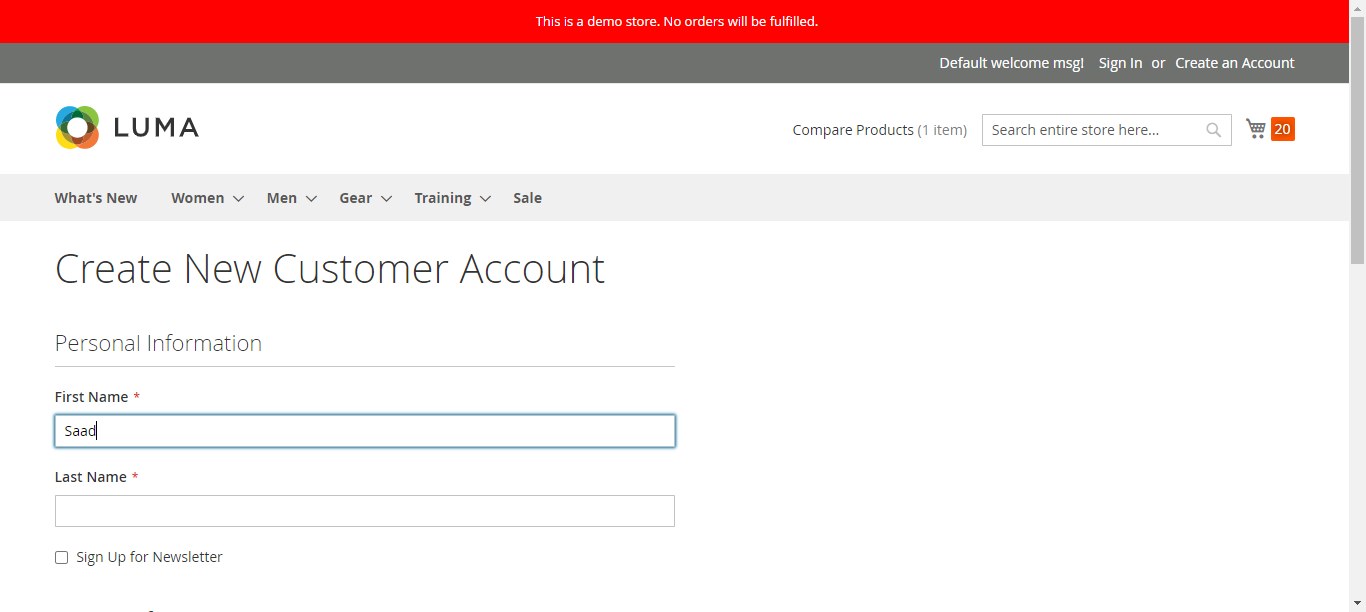 This is a demo store. No orders will be fulfilled.
Default welcome msg! Sign In or Create an Account
LUMA
Compare Products (1 item) Search entire store here... 20
What's New Women Men Gear Training Sale
Create New Customer Account
Personal Information
First Name *
Saad
Last Name *
Sign Up for Newsletter